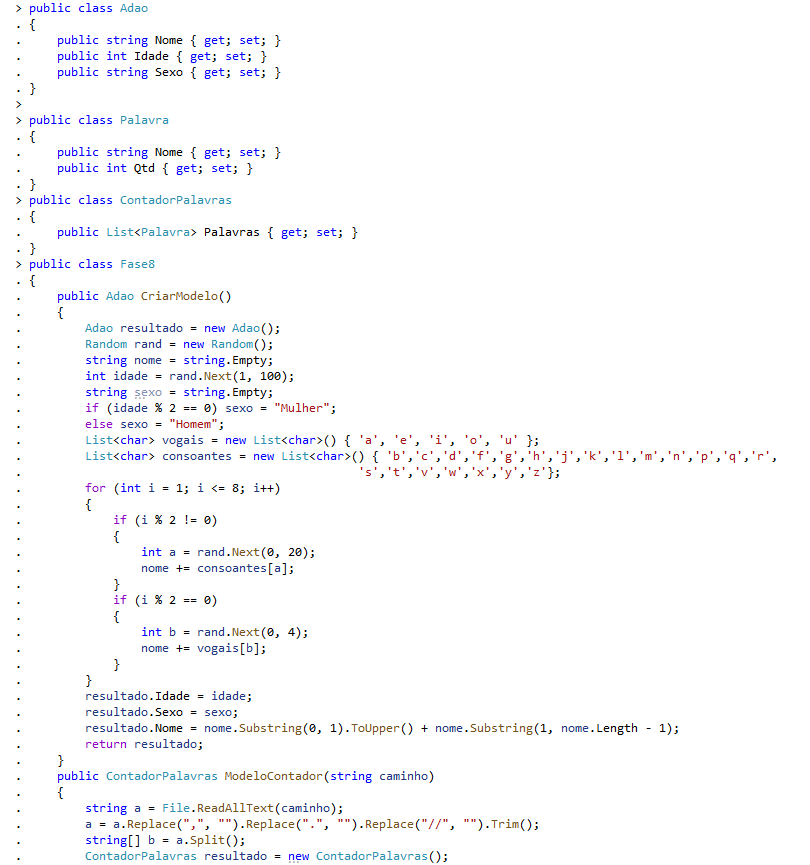 > public class Adao
. {
.     public string Nome { get; set; }
.     public int Idade { get; set; }
.     public string Sexo { get; set; }
. }
>
> public class Palavra
. {
.     public string Nome { get; set; }
.     public int Qtd { get; set; }
. }
> public class ContadorPalavras
. {
.     public List<Palavra> Palavras { get; set; }
. }
> public class Fase8
. {
.     public Adao CriarModelo()
.     {
.         Adao resultado = new Adao();
.         Random rand = new Random();
.         string nome = string.Empty;
.         int idade = rand.Next(1, 100);
.         string sexo = string.Empty;
.         if (idade % 2 == 0) sexo = "Mulher";
.         else sexo = "Homem";
.         List<char> vogais = new List<char>() { 'a', 'e', 'i', 'o', 'u' };
.         List<char> consoantes = new List<char>() { 'b','c','d','f','g','h','j','k','l','m','n','p','q','r',
.                                                's','t','v','w','x','y','z'};
.         for (int i = 1; i <= 8; i++)
.         {
.             if (i % 2 != 0)
.             {
.                 int a = rand.Next(0, 20);
.                 nome += consoantes[a];
.             }
.             if (i % 2 == 0)
.             {
.                 int b = rand.Next(0, 4);
.                 nome += vogais[b];
.             }
.         }
.         resultado.Idade = idade;
.         resultado.Sexo = sexo;
.         resultado.Nome = nome.Substring(0, 1).ToUpper() + nome.Substring(1, nome.Length - 1);
.         return resultado;
.     }
.     public ContadorPalavras ModeloContador(string caminho)
.     {
.         string a = File.ReadAllText(caminho);
.         a = a.Replace(",", "").Replace(".", "").Replace("//", "").Trim();
.         string[] b = a.Split();
.         ContadorPalavras resultado = new ContadorPalavras();